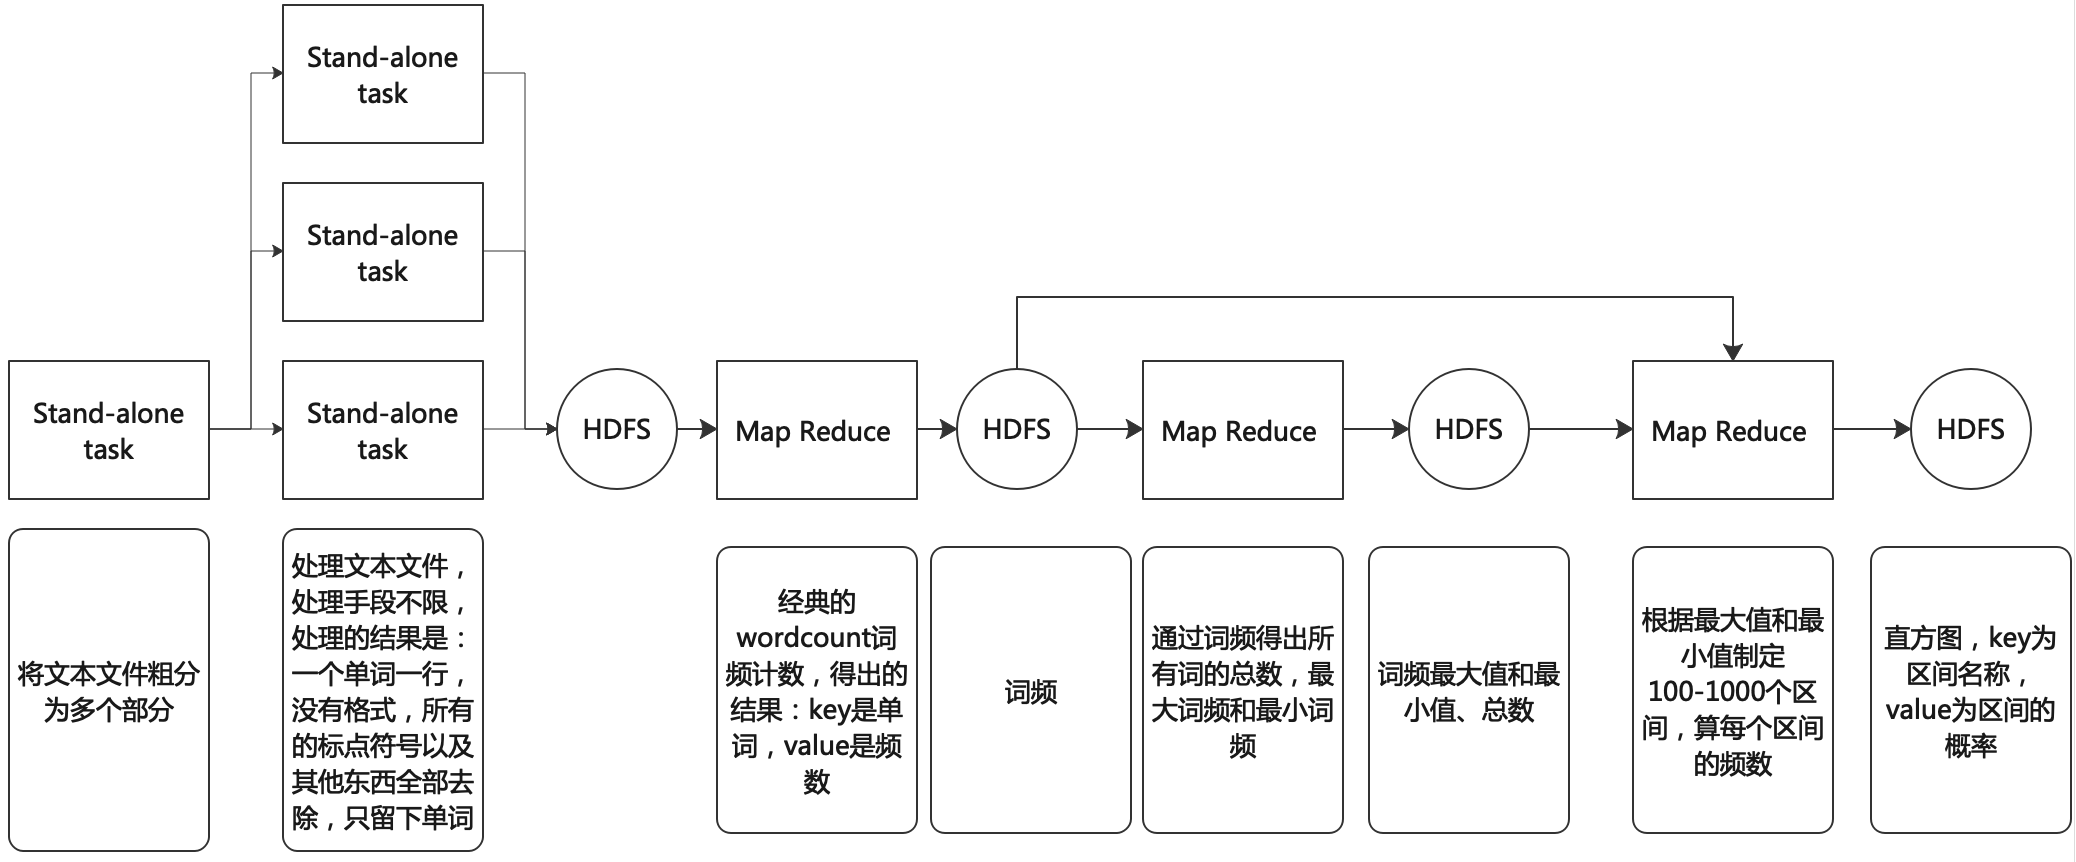 Stand-alone
task
Stand-alone
task
Stand-alone
task
Stand-alone
task
HDFS
Map Reduce
HDFS
Map Reduce
HDFS
Map Reduce
HDFS
将文本文件粗分
为多个部分
处理文本文件，
处理手段不限，
处理的结果是：
一个单词一行，
没有格式，所有
的标点符号以及
其他东西全部去
除，只留下单词
经典的
wordcount词
频计数，得出的
结果：key是单
词，value是频
数
词频
通过词频得出所
有词的总数，最
大词频和最小词
频
词频最大值和最
小值、总数
根据最大值和最
小值制定
100-1000个区
间，算每个区间
的频数
直方图，key为
区间名称，
value为区间的
概率